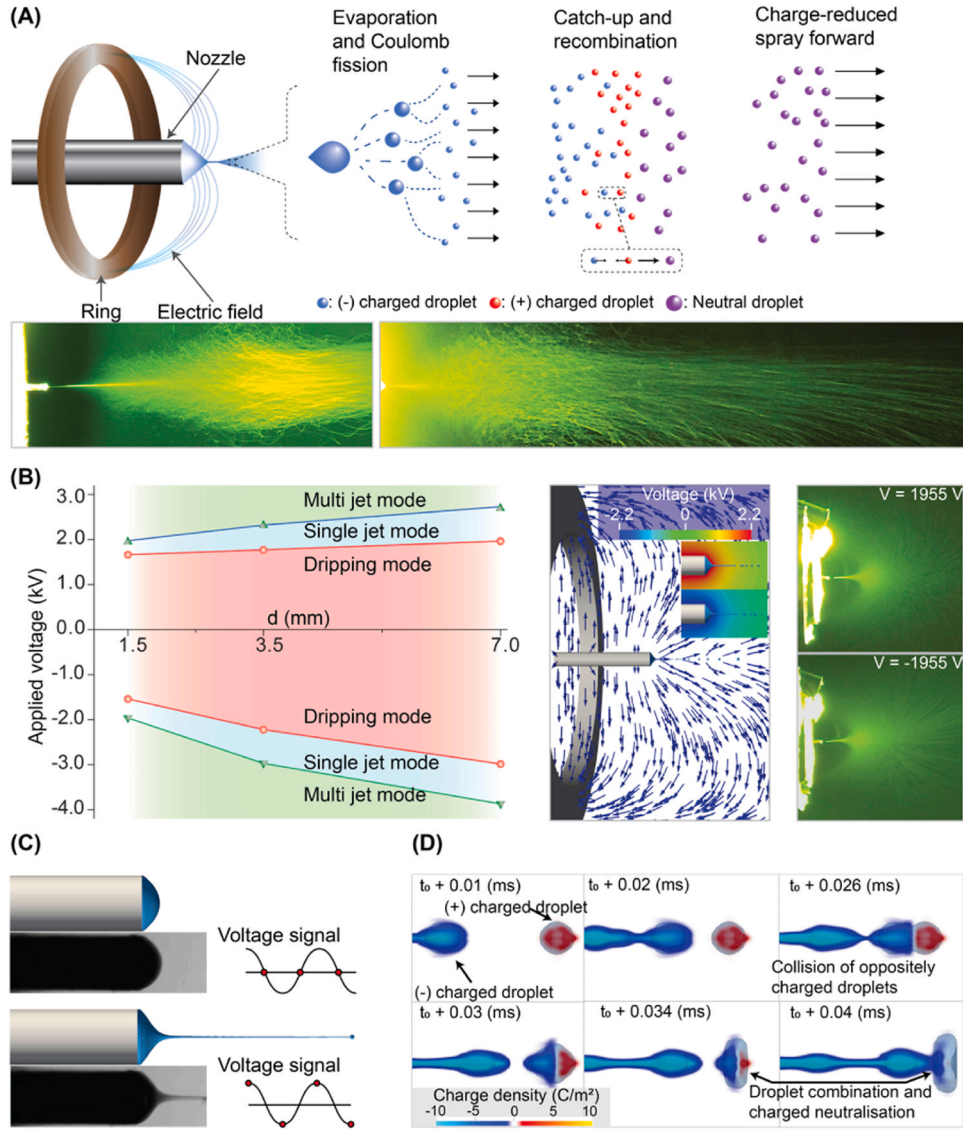 (A)
Nozzle
Evaporation
and Coulomb
fission
Catch-up and
recombination
Charge-reduced
spray forward
Ring
Electric field
: (-) charged droplet
: (+) charged droplet
: Neutral droplet
(B)
Applied voltage (kV)
3.0
2.0
1.0
0.0
-1.0
-2.0
-3.0
-4.0
Multi jet mode
Single jet mode
Dripping mode
d (mm)
1.5
3.5
7.0
Dripping mode
Single jet mode
Multi jet mode
Voltage (kV)
-2.2
0
2.2
V = 1955 V
V = -1955 V
(C)
Voltage signal
Voltage signal
(D)
t₀ + 0.01 (ms)
(+) charged droplet
(-) charged droplet
t₀ + 0.02 (ms)
t₀ + 0.026 (ms)
Collision of oppositely
charged droplets
t₀ + 0.03 (ms)
t₀ + 0.034 (ms)
t₀ + 0.04 (ms)
Droplet combination and
charged neutralisation
Charge density (C/m²)
-10
-5
0
5
10